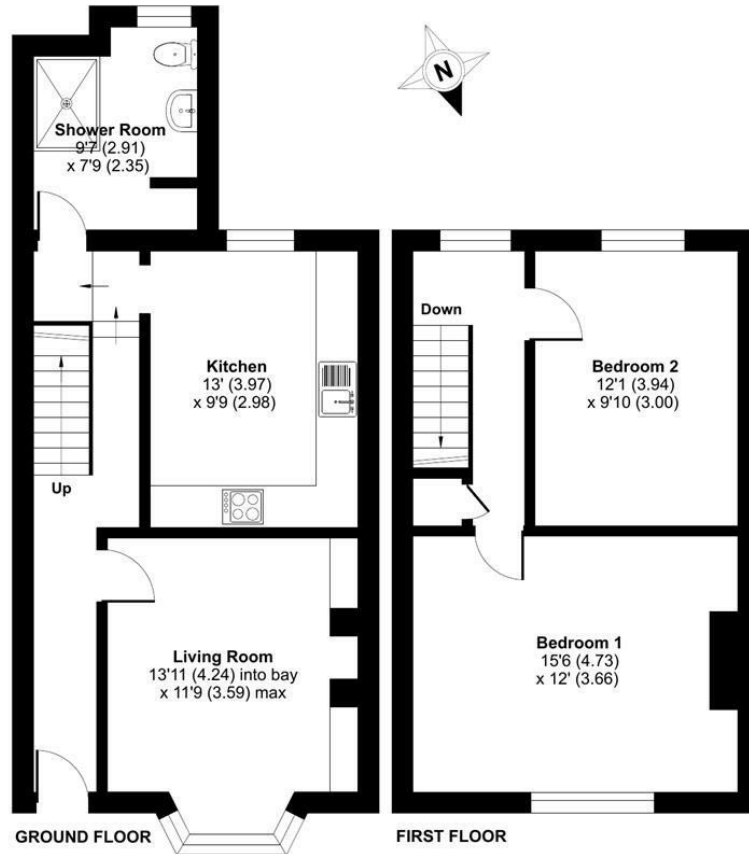 N
Shower Room
9'7 (2.91)
x 7'9 (2.35)
Kitchen
13' (3.97)
x 9'9 (2.98)
Up
Living Room
13'11 (4.24) into bay
x 11'9 (3.59) max
GROUND FLOOR
Down
Bedroom 2
12'1 (3.94)
x 9'10 (3.00)
Bedroom 1
15'6 (4.73)
x 12' (3.66)
FIRST FLOOR